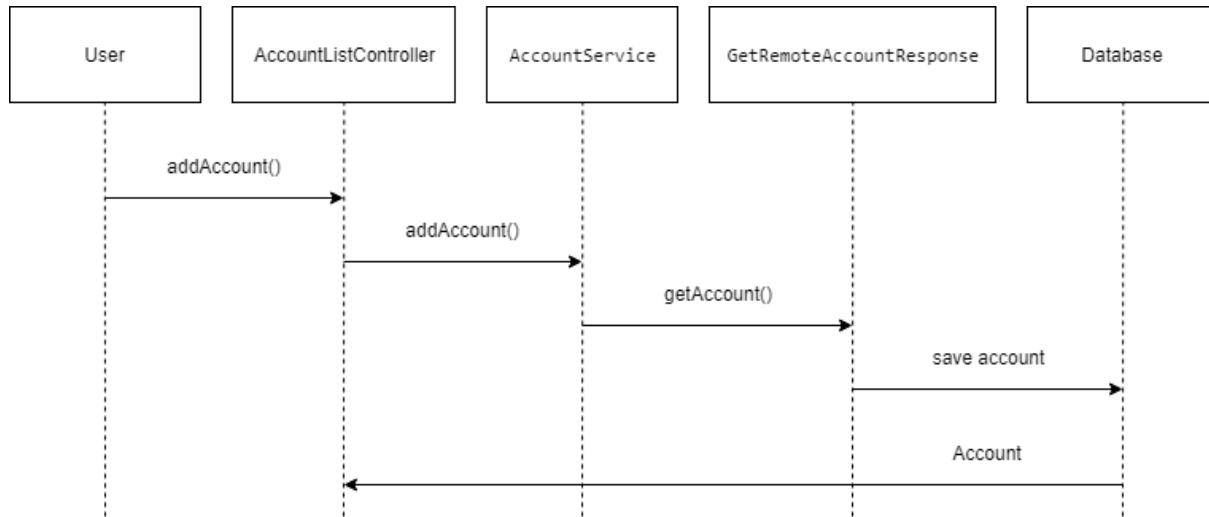 User
AccountListController
AccountService
GetRemoteAccountResponse
Database
addAccount()
addAccount()
getAccount()
save account
Account